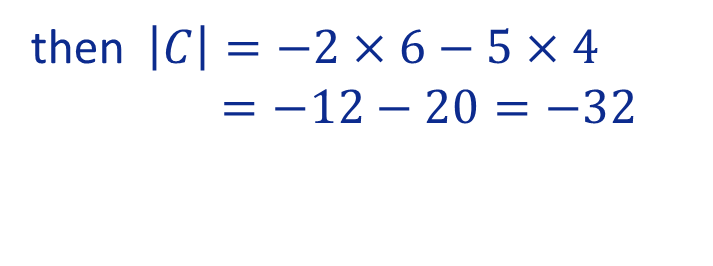 then |C| = −2 × 6 − 5 × 4
= −12 − 20 = −32